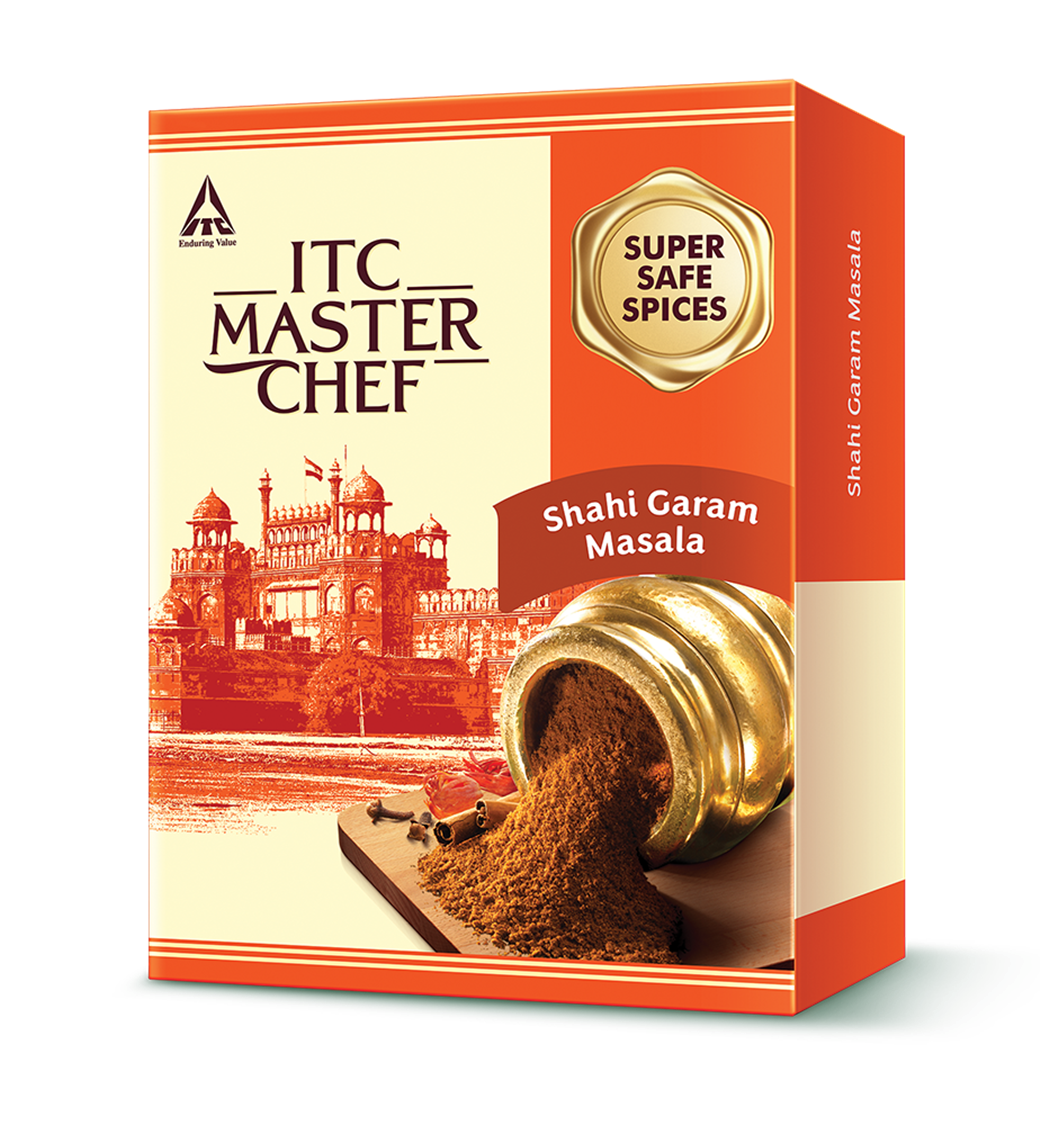 ITC
Enduring Value
ITC
MASTER
CHEF
SUPER
SAFE
SPICES
Shahi Garam
Masala
Shahi Garam Masala